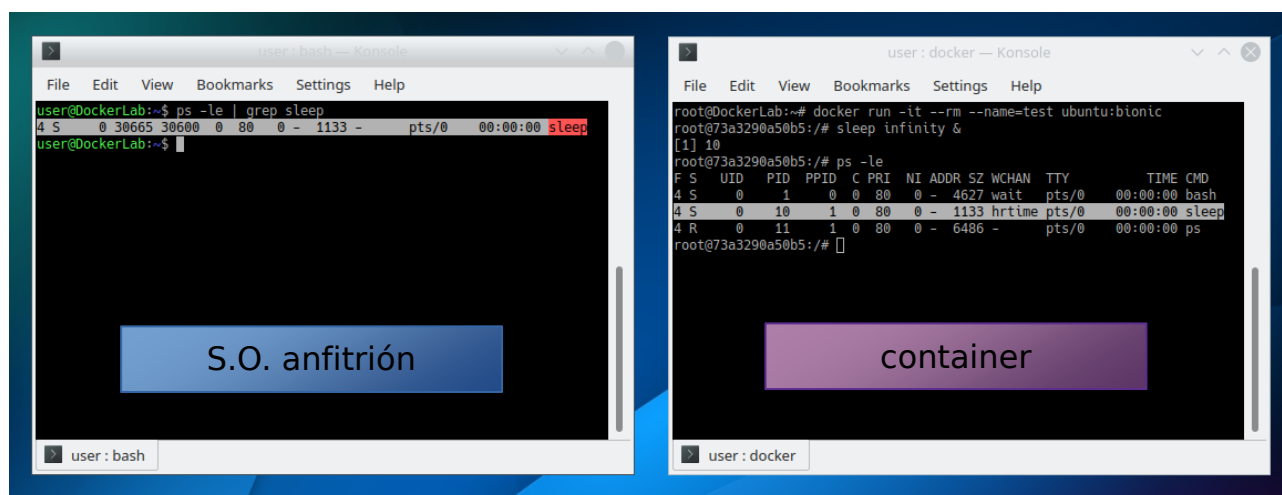 user : bash — Konsole
File Edit View Bookmarks Settings Help
user@DockerLab:~$ ps -le | grep sleep
4 S 0 30665 30600 0 80 0 - 1133 - pts/0 00:00:00 sleep
user@DockerLab:~$
S.O. anfitrión
user : bash
user : docker — Konsole
File Edit View Bookmarks Settings Help
root@DockerLab:~# docker run -it --rm --name=test ubuntu:bionic
root@73a3290a50b5:/# sleep infinity &
[1] 10
root@73a3290a50b5:/# ps -le
F S UID PID PPID C PRI NI ADDR SZ WCHAN TTY TIME CMD
4 S 0 1 0 0 80 0 - 4627 wait pts/0 00:00:00 bash
4 S 0 10 1 0 80 0 - 1133 hrtime pts/0 00:00:00 sleep
4 R 0 11 1 0 80 0 - 6486 - pts/0 00:00:00 ps
root@73a3290a50b5:/#
container
user : docker